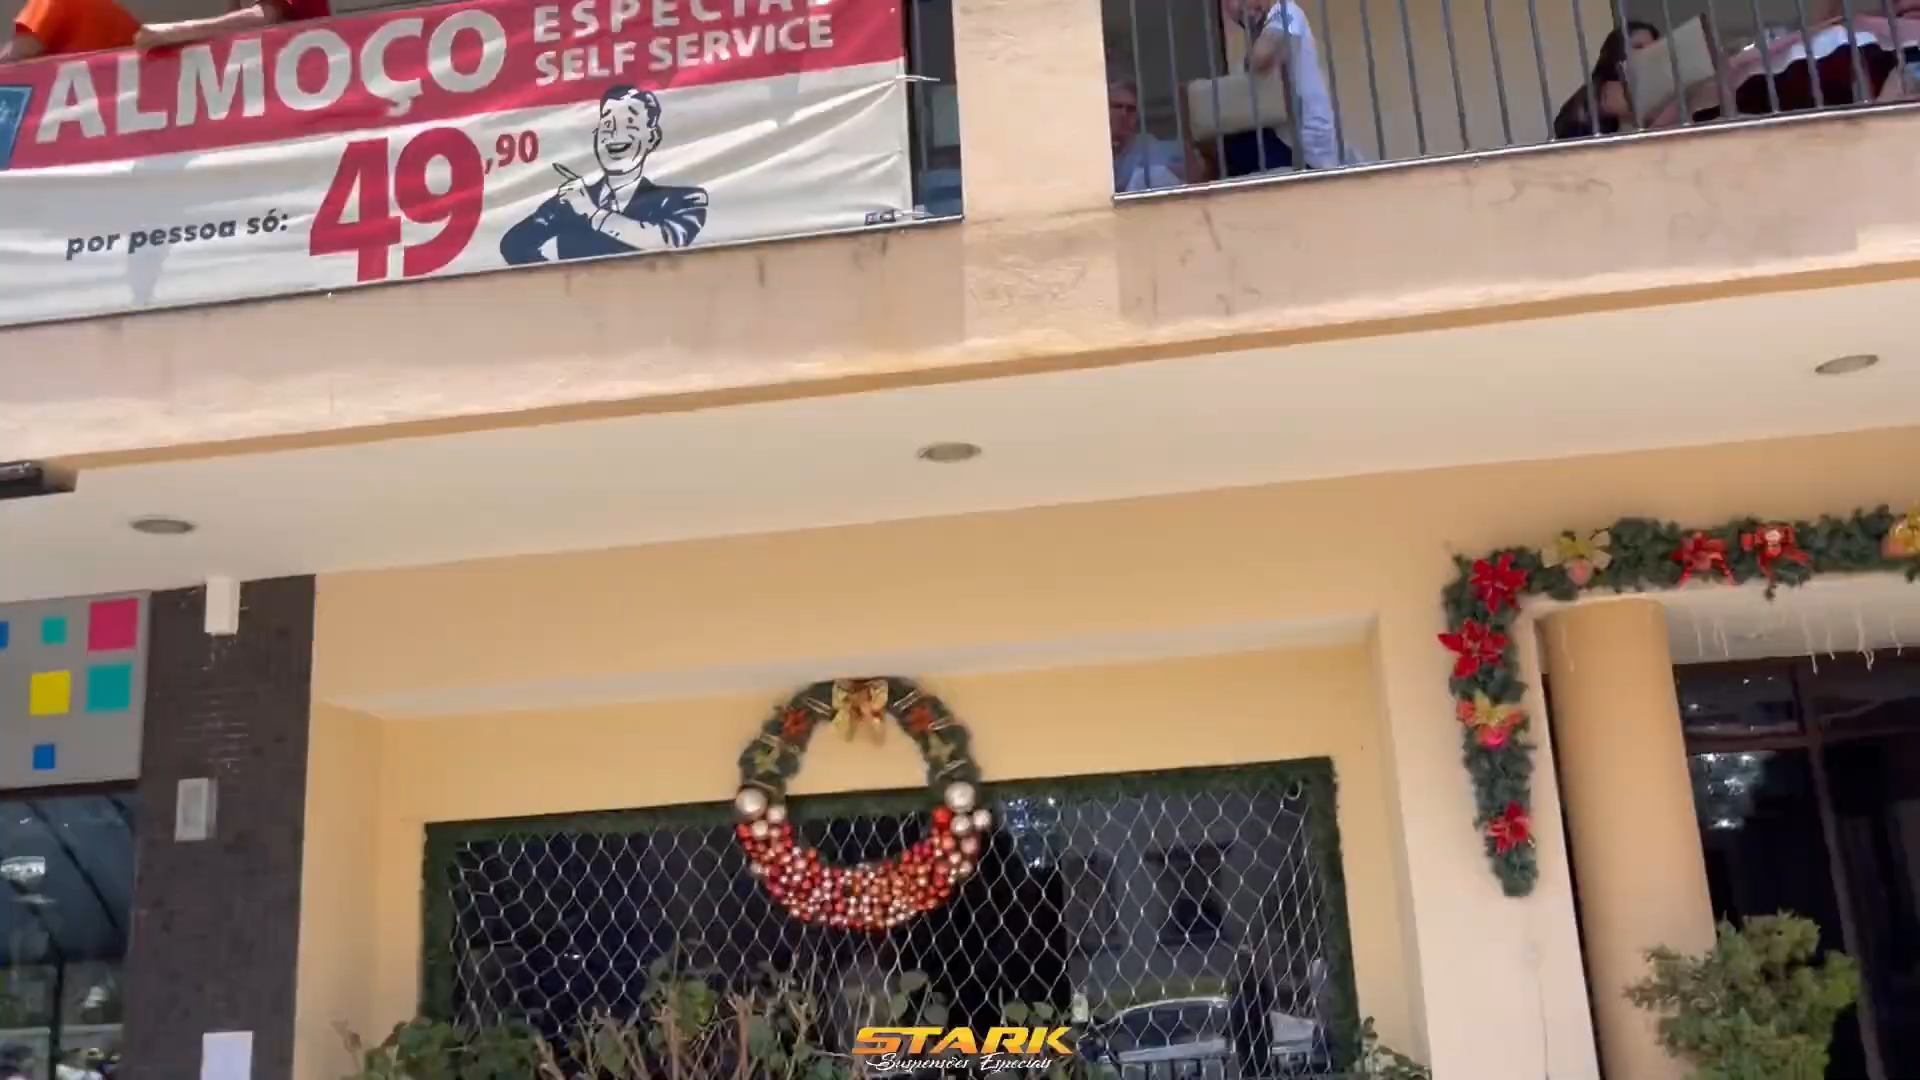 ALMOÇO
ESPECIAL
SELF SERVICE
por pessoa só: 49,90
STARK
Suspensões Especiais